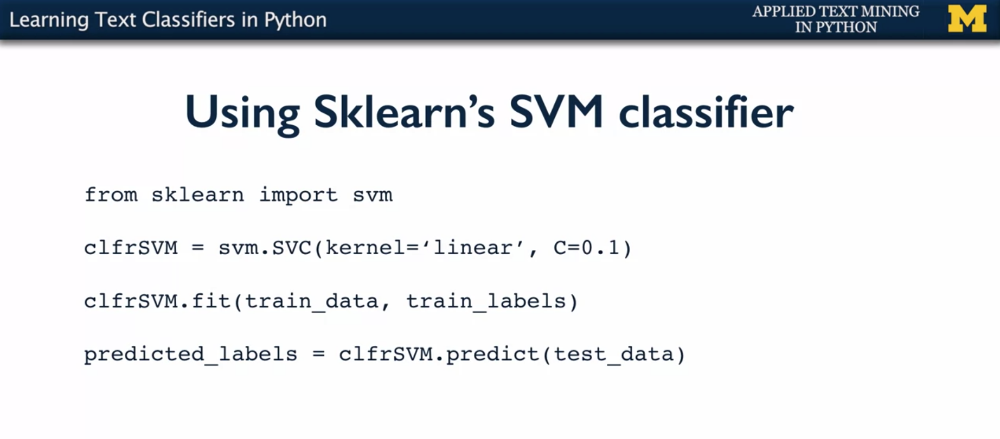 Learning Text Classifiers in Python
APPLIED TEXT MINING
IN PYTHON
M
Using Sklearn’s SVM classifier
from sklearn import svm
clfrSVM = svm.SVC(kernel=‘linear’, C=0.1)
clfrSVM.fit(train_data, train_labels)
predicted_labels = clfrSVM.predict(test_data)